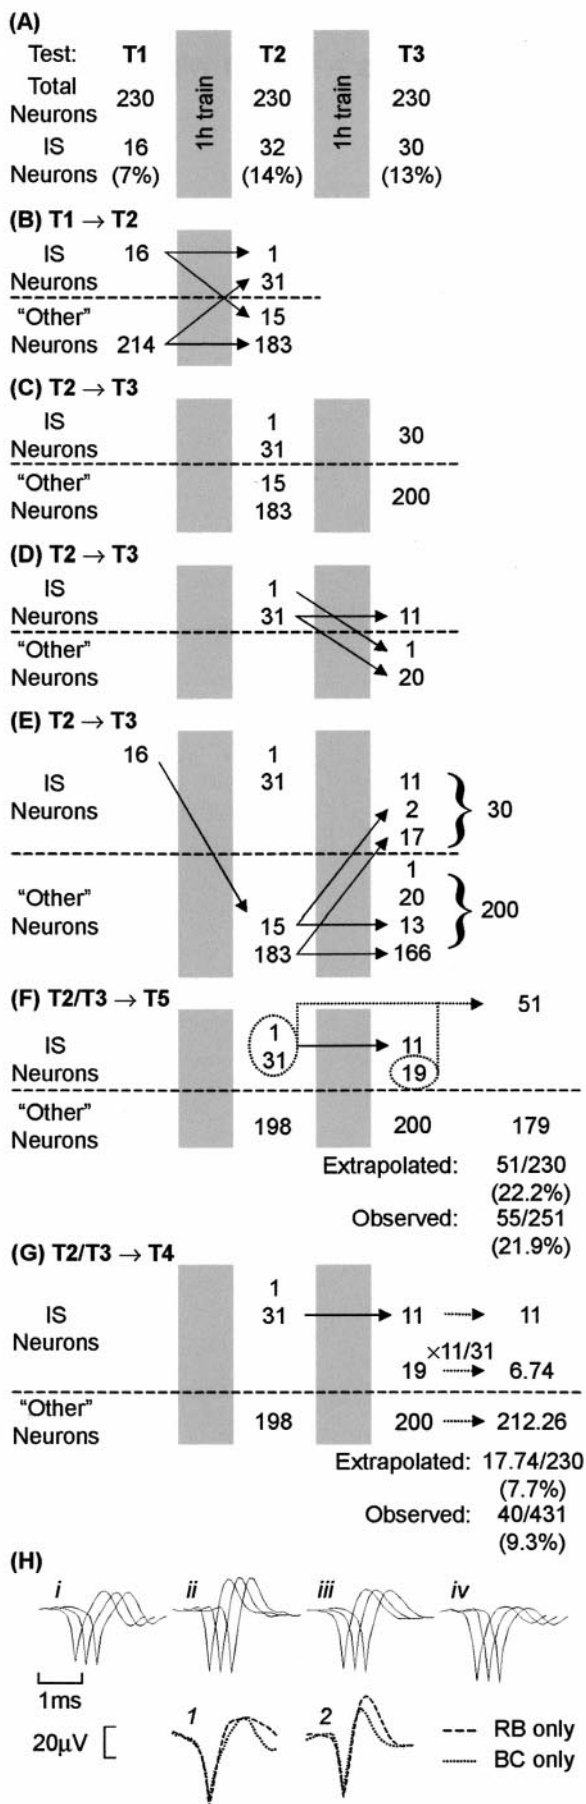 (A)
Test: T1 T2 T3
1h train 1h train
Total
Neurons 230 230 230
IS 16 32 30
Neurons (7%) (14%) (13%)
(B) T1 → T2
IS 16 1
Neurons 31
"Other" 15
Neurons 214 183
(C) T2 → T3
IS 1
Neurons 31 30
"Other" 15
Neurons 183 200
(D) T2 → T3
IS 1
Neurons 31 11
"Other" 1
Neurons 20
(E) T2 → T3
16 1
IS 31 11
Neurons 2 } 30
17
1
"Other" 20 } 200
Neurons 15 13
183 166
(F) T2/T3 → T5 51
1
IS 11
Neurons 31 19
"Other"
Neurons 198 200 179
Extrapolated: 51/230
(22.2%)
Observed: 55/251
(21.9%)
(G) T2/T3 → T4
1
IS 31 11 11
Neurons ×11/31
19 6.74
"Other"
Neurons 198 200 212.26
Extrapolated: 17.74/230
(7.7%)
Observed: 40/431
(9.3%)
(H)
i ii iii iv
1ms
1 2
20μV
RB only
BC only